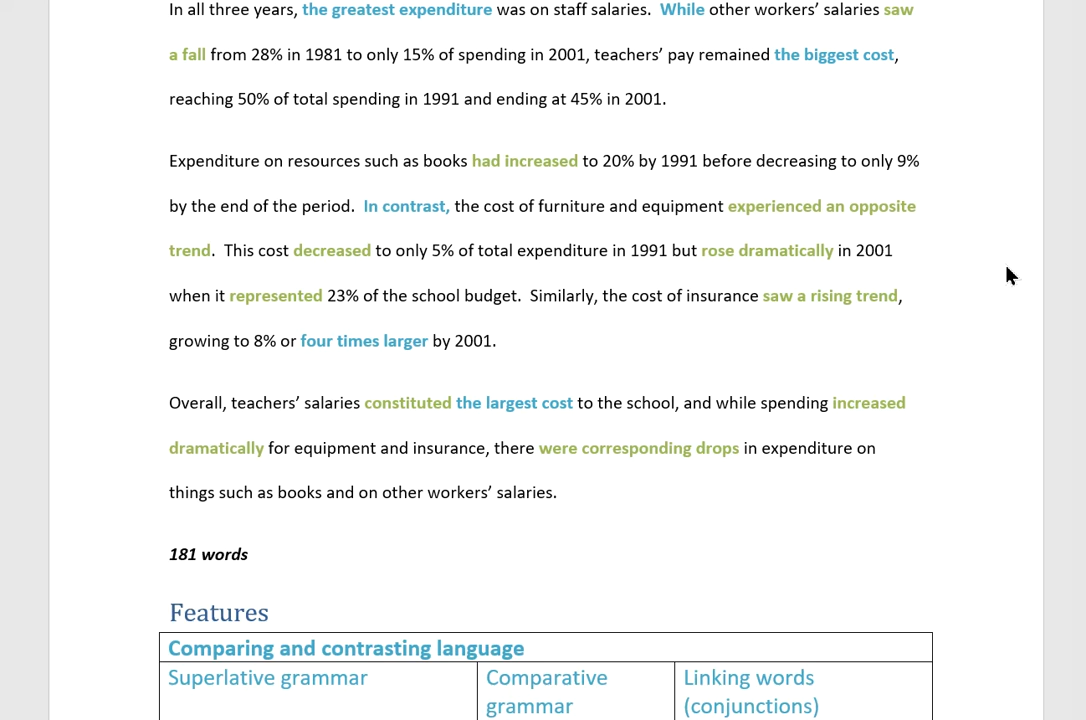 In all three years, the greatest expenditure was on staff salaries.  While other workers’ salaries saw
a fall from 28% in 1981 to only 15% of spending in 2001, teachers’ pay remained the biggest cost,
reaching 50% of total spending in 1991 and ending at 45% in 2001.
Expenditure on resources such as books had increased to 20% by 1991 before decreasing to only 9%
by the end of the period.  In contrast, the cost of furniture and equipment experienced an opposite
trend.  This cost decreased to only 5% of total expenditure in 1991 but rose dramatically in 2001
when it represented 23% of the school budget.  Similarly, the cost of insurance saw a rising trend,
growing to 8% or four times larger by 2001.
Overall, teachers’ salaries constituted the largest cost to the school, and while spending increased
dramatically for equipment and insurance, there were corresponding drops in expenditure on
things such as books and on other workers’ salaries.
181 words
Features
Comparing and contrasting language
Superlative grammar
Comparative
grammar
Linking words
(conjunctions)